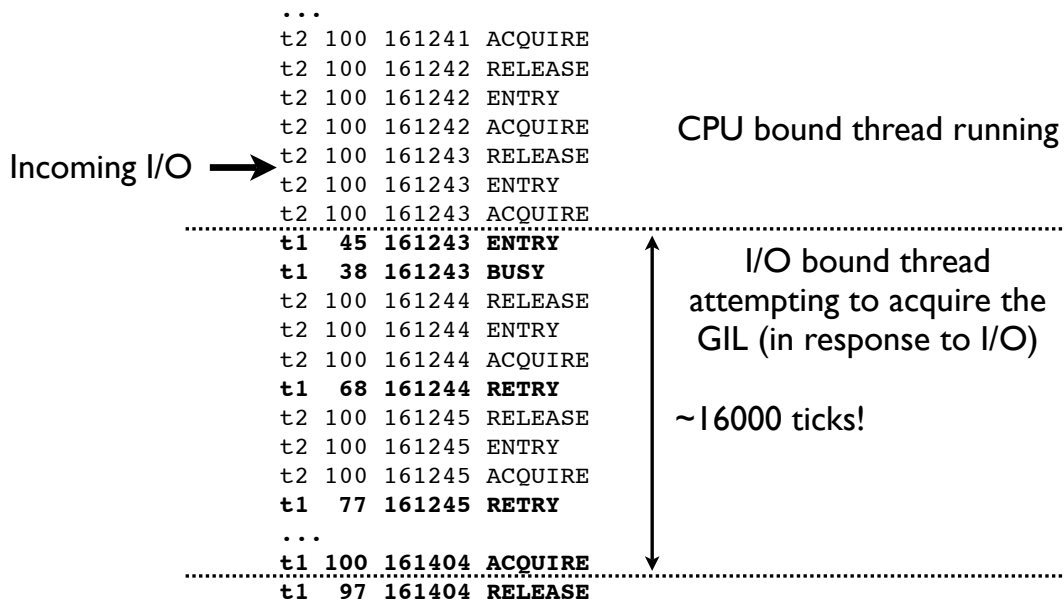 ...
t2 100 161241 ACQUIRE
t2 100 161242 RELEASE
t2 100 161242 ENTRY
t2 100 161242 ACQUIRE
t2 100 161243 RELEASE
t2 100 161243 ENTRY
t2 100 161243 ACQUIRE
CPU bound thread running
Incoming I/O
t1 45 161243 ENTRY
t1 38 161243 BUSY
t2 100 161244 RELEASE
t2 100 161244 ENTRY
t2 100 161244 ACQUIRE
t1 68 161244 RETRY
t2 100 161245 RELEASE
t2 100 161245 ENTRY
t2 100 161245 ACQUIRE
t1 77 161245 RETRY
...
t1 100 161404 ACQUIRE
I/O bound thread
attempting to acquire the
GIL (in response to I/O)
~16000 ticks!
t1 97 161404 RELEASE